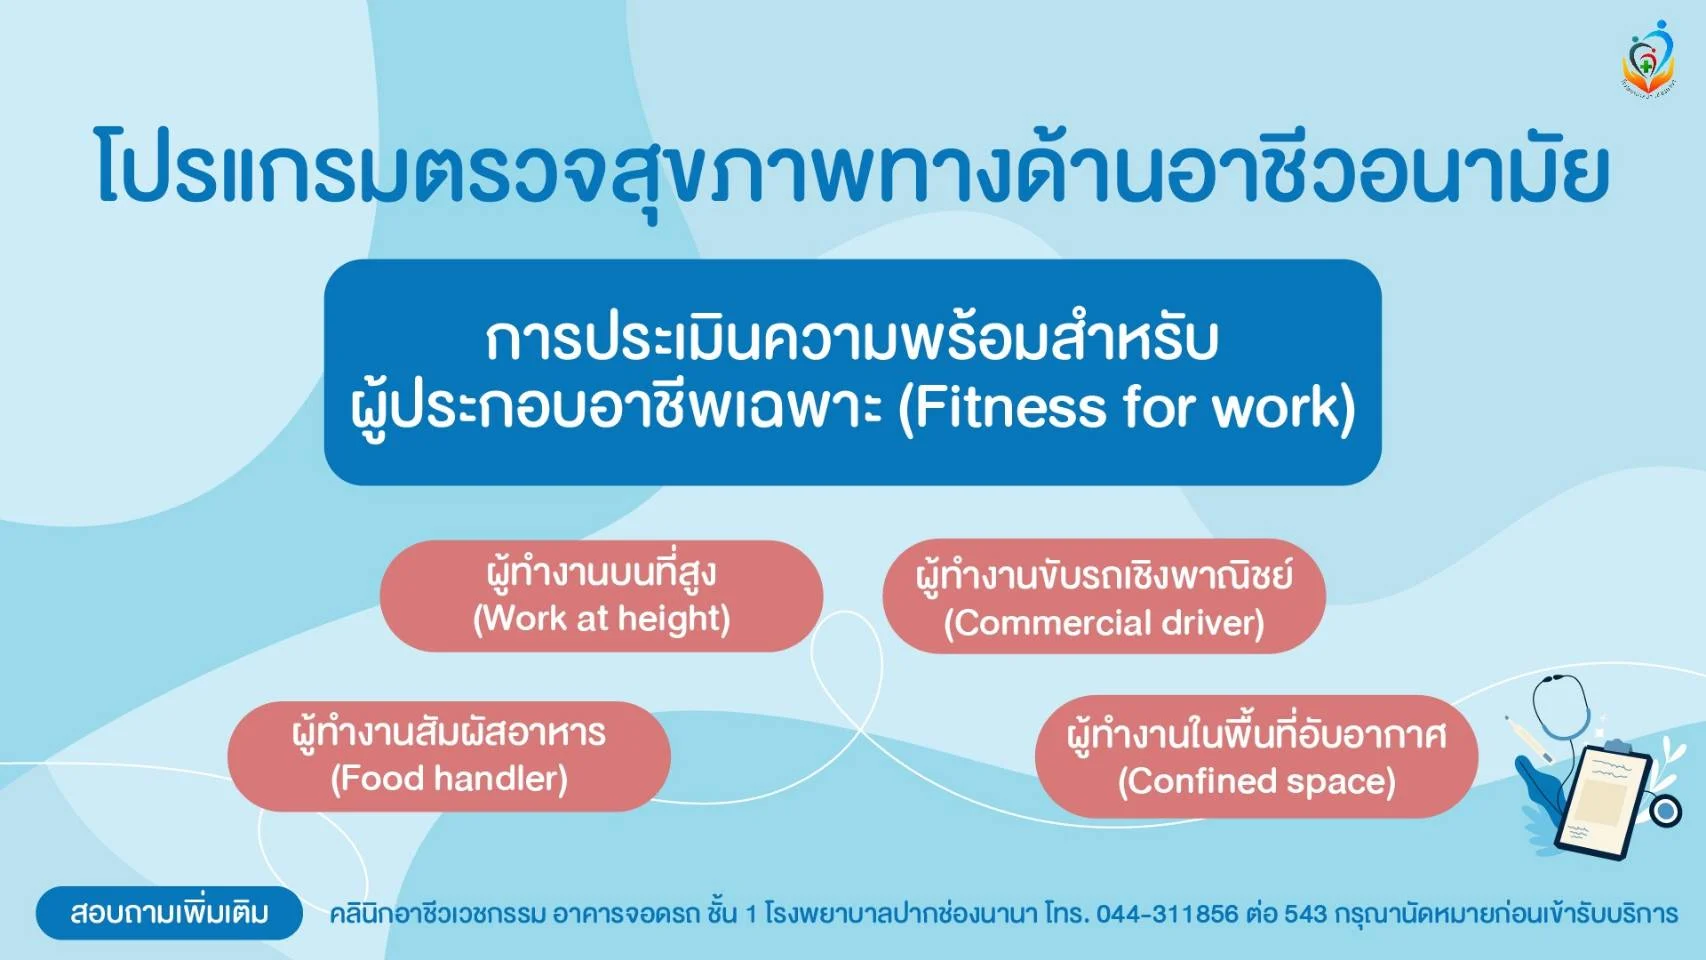 โปรแกรมตรวจสุขภาพทางด้านอาชีวอนามัย
การประเมินความพร้อมสำหรับ
ผู้ประกอบอาชีพเฉพาะ (Fitness for work)
ผู้ทำงานบนที่สูง
(Work at height)
ผู้ทำงานขับรถเชิงพาณิชย์
(Commercial driver)
ผู้ทำงานสัมผัสอาหาร
(Food handler)
ผู้ทำงานในพื้นที่อับอากาศ
(Confined space)
สอบถามเพิ่มเติม
คลินิกอาชีวเวชกรรม อาคารจอดรถ ชั้น 1 โรงพยาบาลปากช่องนานา โทร. 044-311856 ต่อ 543 กรุณานัดหมายก่อนเข้ารับบริการ